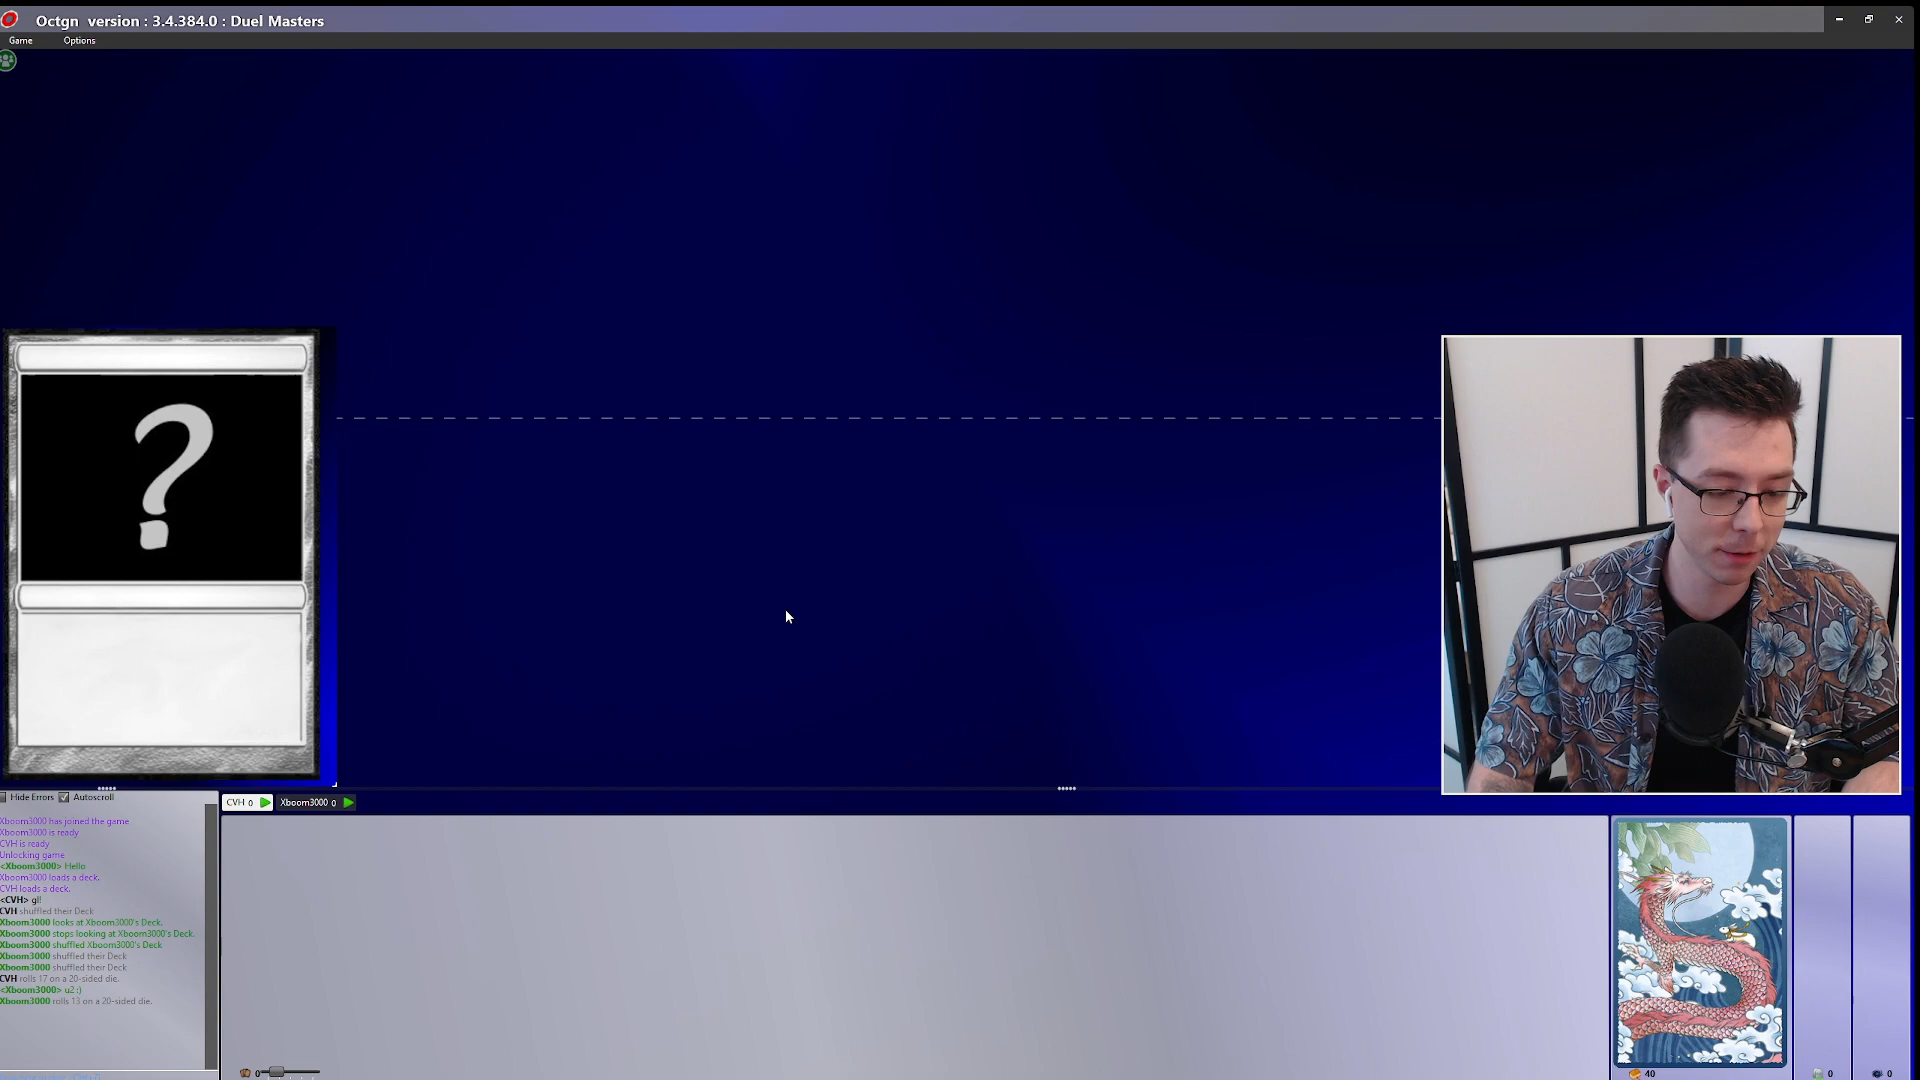 Octgn version : 3.4.384.0 : Duel Masters
Game Options
?
Hide Errors Autoscroll
CVH 0 Xboom3000 0
Xboom3000 has joined the game
Xboom3000 is ready
CVH is ready
Unlocking game
<Xboom3000> Hello
Xboom3000 loads a deck.
CVH loads a deck.
<CVH> gl!
CVH shuffled their Deck
Xboom3000 looks at Xboom3000's Deck.
Xboom3000 stops looking at Xboom3000's Deck.
Xboom3000 shuffled Xboom3000's Deck
Xboom3000 shuffled their Deck
Xboom3000 shuffled their Deck
CVH rolls 17 on a 20-sided die.
<Xboom3000> u2 :)
Xboom3000 rolls 13 on a 20-sided die.
0
40
0
0